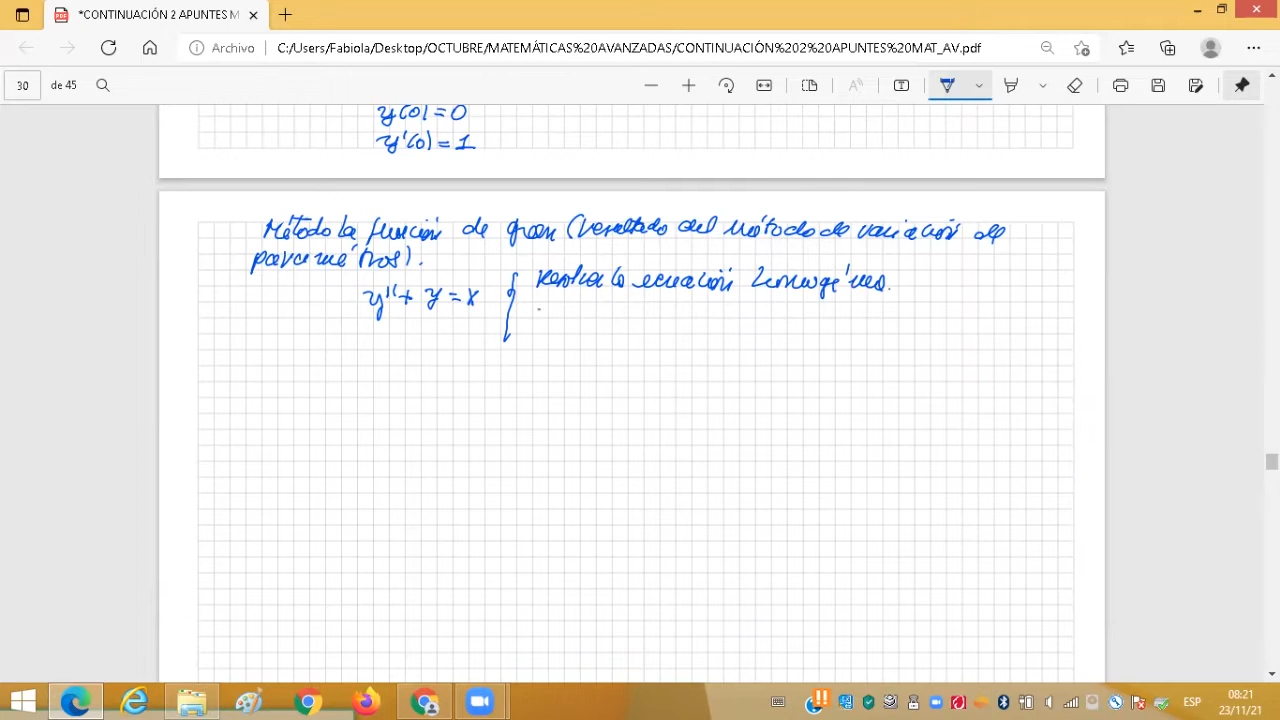 *CONTINUACIÓN 2 APUNTES M
Archivo C:/Users/Fabiola/Desktop/OCTUBRE/MATEMÁTICAS%20AVANZADAS/CONTINUACIÓN%202%20APUNTES%20MAT_AV.pdf
30 de 45
y(0) = 0
y'(0) = 1
Método la función de green (resultado del método de variación de
paramétros).
y'' + y = x { resolver la ecuación homogénea.
ESP
08:21
23/11/21